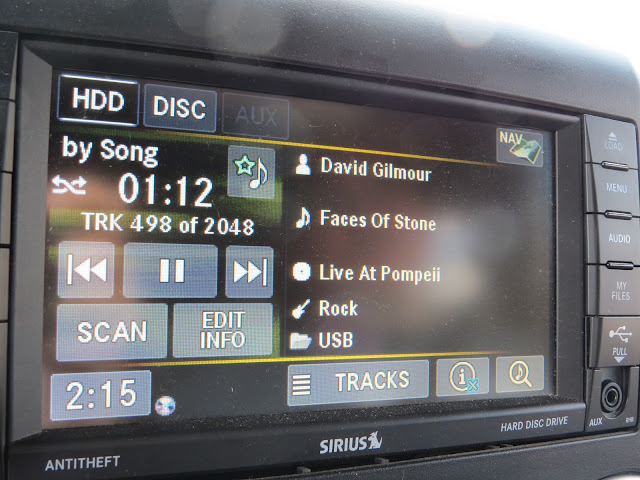 HDD DISC AUX
NAV
by Song
01:12
TRK 498 of 2048
SCAN
EDIT INFO
2:15
David Gilmour
Faces Of Stone
Live At Pompeii
Rock
USB
TRACKS
LOAD
MENU
AUDIO
MY FILES
PULL
AUX
ANTITHEFT
SIRIUS
HARD DISC DRIVE